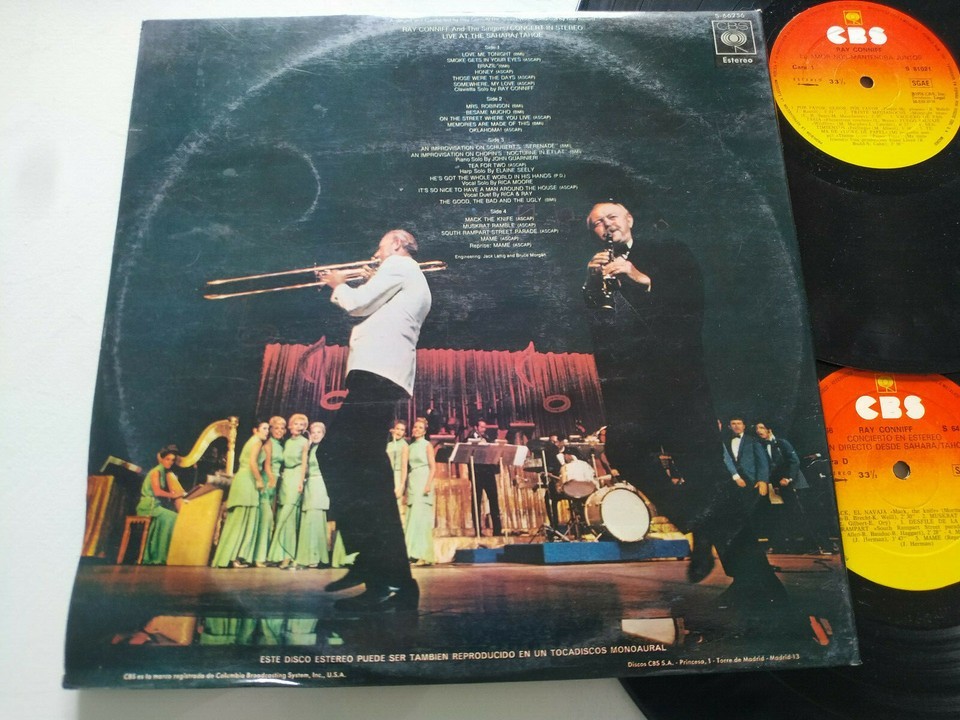 RAY CONNIFF And The Singers/CONCERT IN STEREO
LIVE AT THE SAHARA/TAHOE
S-66236
CBS
Estereo
Side 1
LOVE ME TONIGHT (BMI)
SMOKE GETS IN YOUR EYES (ASCAP)
BRAZIL (BMI)
HONEY (ASCAP)
THOSE WERE THE DAYS (ASCAP)
SOMEWHERE, MY LOVE (ASCAP)
Clavietta Solo by RAY CONNIFF
Side 2
MRS. ROBINSON (BMI)
BESAME MUCHO (BMI)
ON THE STREET WHERE YOU LIVE (ASCAP)
MEMORIES ARE MADE OF THIS (BMI)
OKLAHOMA! (ASCAP)
Side 3
AN IMPROVISATION ON SCHUBERT'S "SERENADE" (BMI)
AN IMPROVISATION ON CHOPIN'S "NOCTURNE IN E FLAT" (BMI)
Piano Solo By JOHN GUARNIERI
TEA FOR TWO (ASCAP)
Harp Solo By ELAINE SEELY
HE'S GOT THE WHOLE WORLD IN HIS HANDS (P.D.)
Vocal Solo By RICA MOORE
IT'S SO NICE TO HAVE A MAN AROUND THE HOUSE (ASCAP)
Vocal Duet By RICA & RAY
THE GOOD, THE BAD AND THE UGLY (BMI)
Side 4
MACK THE KNIFE (ASCAP)
MUSKRAT RAMBLE (ASCAP)
SOUTH RAMPART STREET PARADE (ASCAP)
MAME (ASCAP)
Reprise: MAME (ASCAP)
Engineering: Jack Lattig and Bruce Morgan
ESTE DISCO ESTEREO PUEDE SER TAMBIEN REPRODUCIDO EN UN TOCADISCOS MONOAURAL
Discos CBS S.A. - Princesa, 1 - Torre de Madrid - Madrid-13
CBS es la marca registrada de Columbia Broadcasting System, Inc., U.S.A.
CBS
RAY CONNIFF
Cara 1
33⅓
SGAE
CBS
RAY CONNIFF
CONCIERTO EN ESTEREO
33⅓